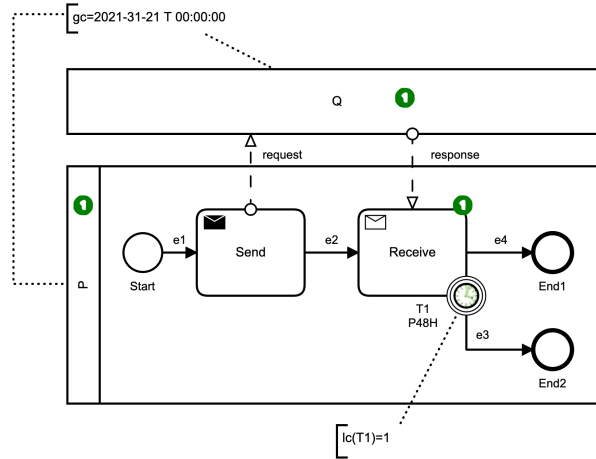 gc=2021-31-21 T 00:00:00
Q
1
request
response
1
1
P
e1
Send
e2
Receive
e4
Start
End1
T1
P48H
e3
End2
lc(T1)=1